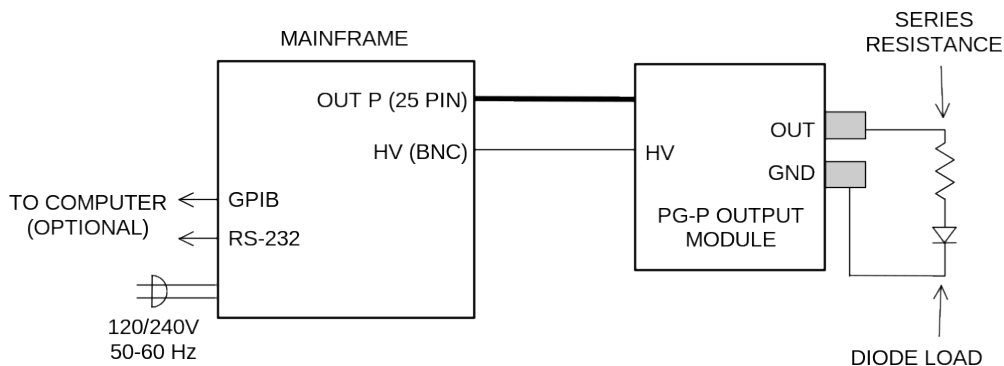 MAINFRAME
OUT P (25 PIN)
HV (BNC)
GPIB
RS-232
TO COMPUTER
(OPTIONAL)
120/240V
50-60 Hz
HV
OUT
GND
PG-P OUTPUT
MODULE
SERIES
RESISTANCE
DIODE LOAD